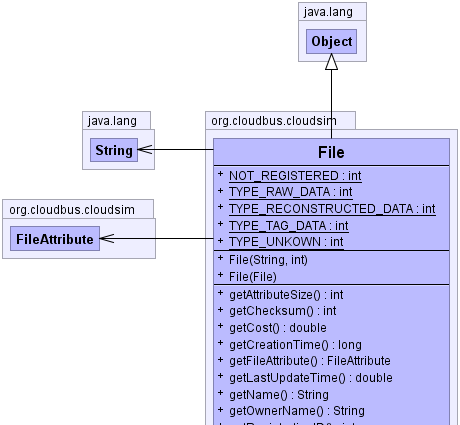 java.lang
Object
java.lang
String
org.cloudbus.cloudsim
FileAttribute
org.cloudbus.cloudsim
File
+ NOT_REGISTERED : int
+ TYPE_RAW_DATA : int
+ TYPE_RECONSTRUCTED_DATA : int
+ TYPE_TAG_DATA : int
+ TYPE_UNKOWN : int
+ File(String, int)
+ File(File)
+ getAttributeSize() : int
+ getChecksum() : int
+ getCost() : double
+ getCreationTime() : long
+ getFileAttribute() : FileAttribute
+ getLastUpdateTime() : double
+ getName() : String
+ getOwnerName() : String